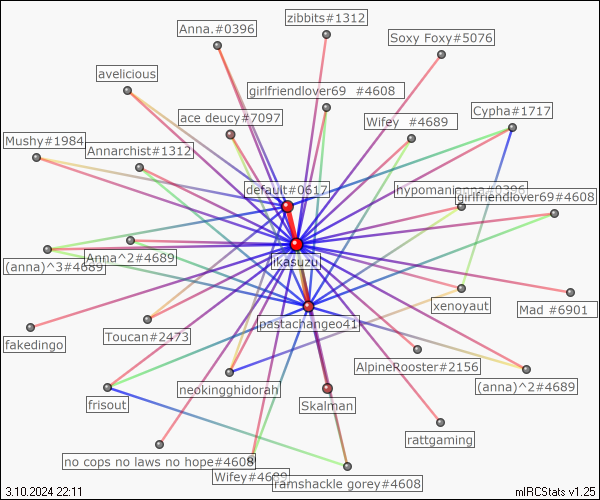 zibbits#1312
Anna.#0396
Soxy Foxy#5076
avelicious
girlfriendlover69 #4608
Cypha#1717
ace deucy#7097
Wifey #4689
Mushy#1984
Annarchist#1312
default#0617
hypomanianna#0396
girlfriendlover69#4608
(anna)^3#4689
Anna^2#4689
ikasuzu
xenoyaut
Mad #6901
pastachangeo41
fakedingo
Toucan#2473
AlpineRooster#2156
(anna)^2#4689
neokingghidorah
frisout
Skalman
rattgaming
no cops no laws no hope#4608
Wifey#4689
ramshackle gorey#4608
3.10.2024 22:11
mIRCStats v1.25